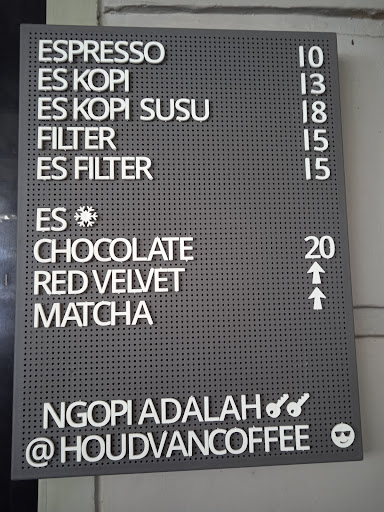 ESPRESSO 10
ES KOPI 13
ES KOPI SUSU 18
FILTER 15
ES FILTER 15
ES ❄
CHOCOLATE 20
RED VELVET ↑
MATCHA ↑
NGOPI ADALAH 🔑🔑
@HOUDVANCOFFEE 😎